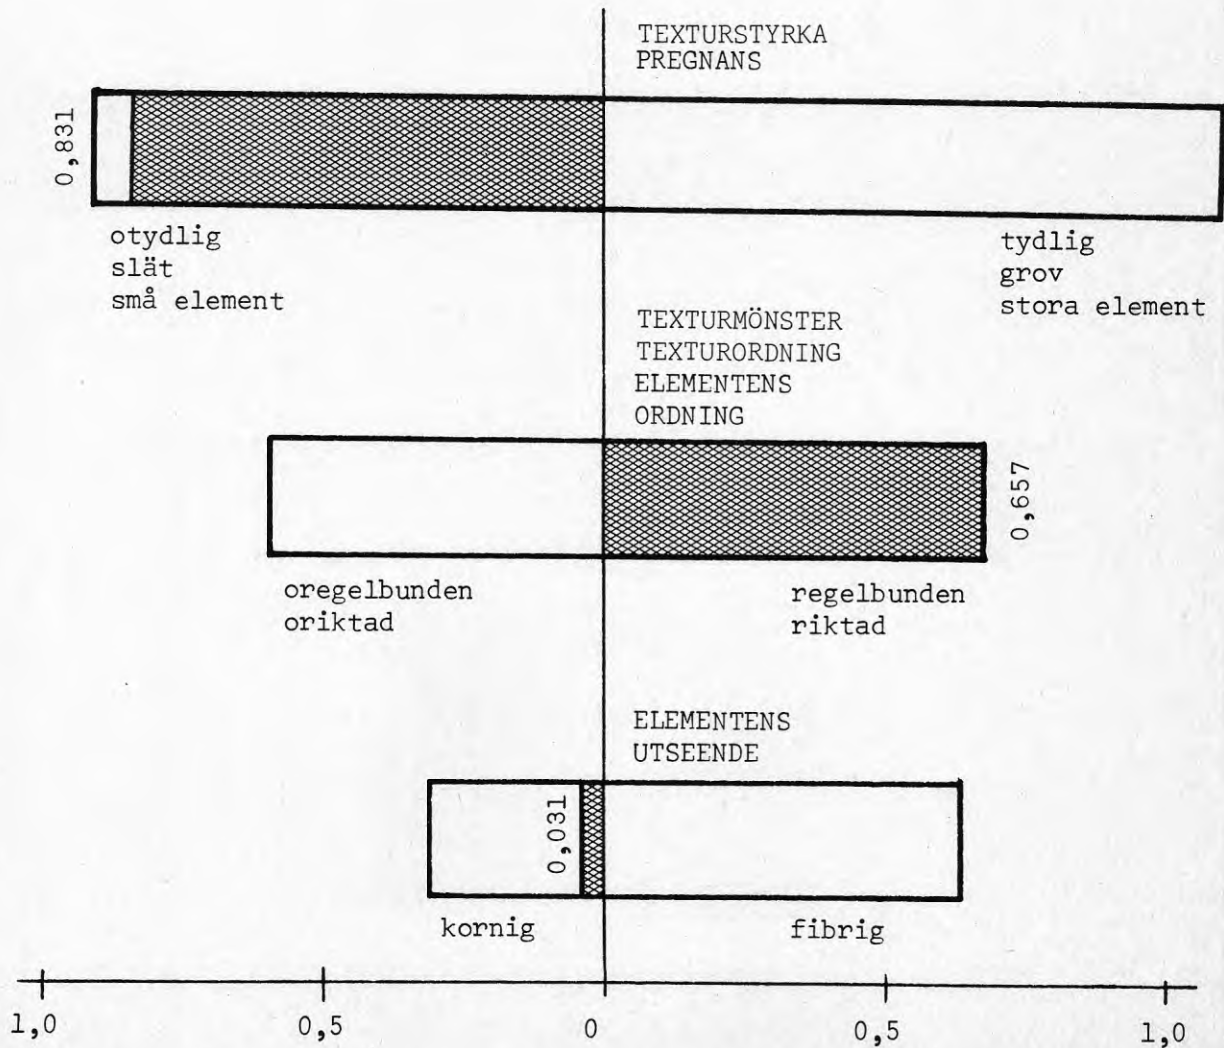 TEXTURSTYRKA
PREGNANS
0,831
otydlig
slät
små element
tydlig
grov
stora element
TEXTURMÖNSTER
TEXTURORDNING
ELEMENTENS
ORDNING
0,657
oregelbunden
oriktad
regelbunden
riktad
ELEMENTENS
UTSEENDE
0,031
kornig
fibrig
1,0 0,5 0 0,5 1,0